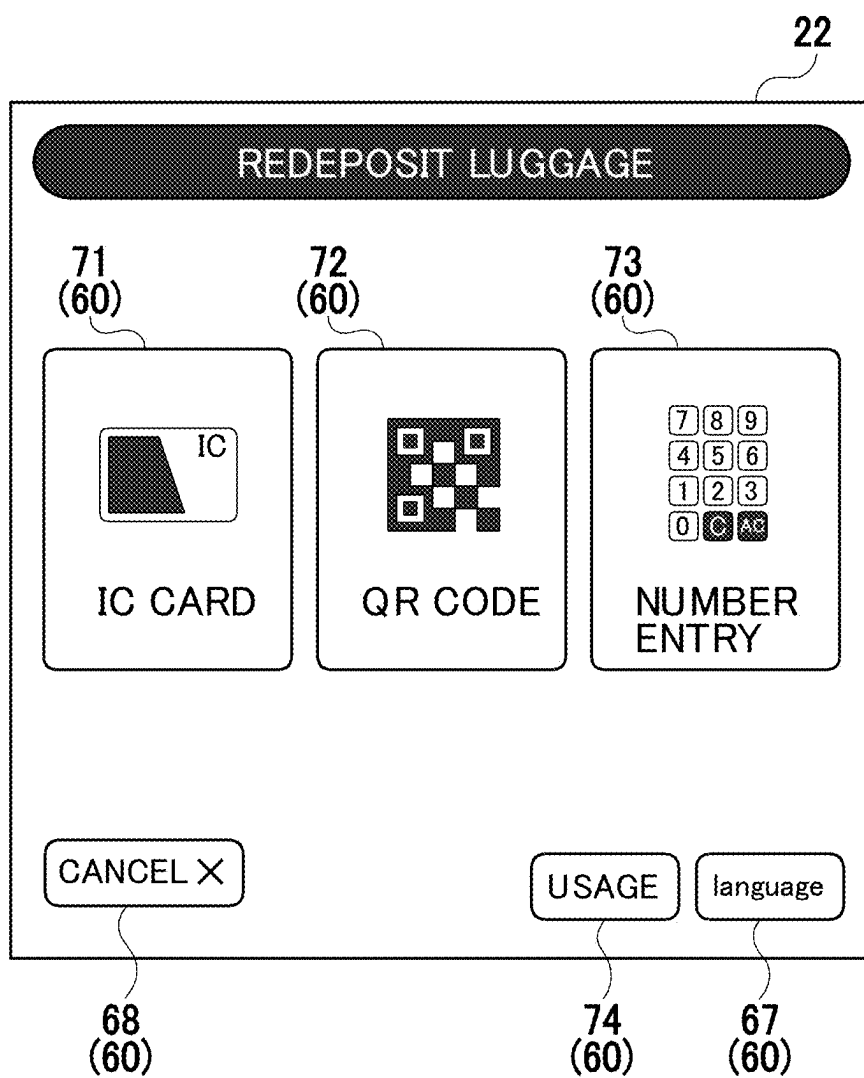 22
REDEPOSIT LUGGAGE
71 72 73
(60) (60) (60)
IC
7 8 9
4 5 6
1 2 3
0 C AC
IC CARD
QR CODE
NUMBER
ENTRY
CANCEL ×
USAGE
language
68 74 67
(60) (60) (60)